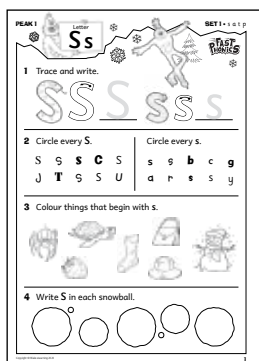 PEAK 1
Letter
S s
SET 1 • s a t p
FAST PHONICS
1 Trace and write.
S S S s s s
2 Circle every S.
S S S C S
J T S S U
Circle every s.
s s b c g
a r s s y
3 Colour things that begin with s.
4 Write S in each snowball.
1